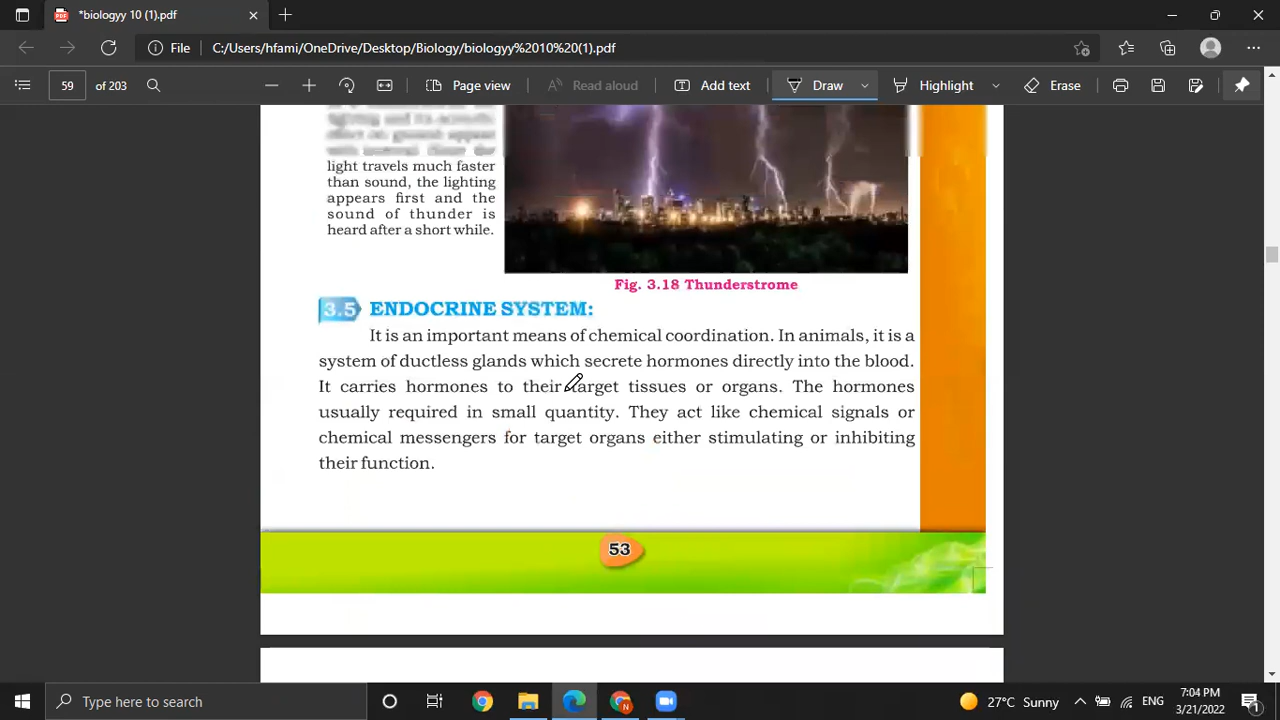 *biologyy 10 (1).pdf
File C:/Users/hfami/OneDrive/Desktop/Biology/biologyy%2010%20(1).pdf
59 of 203 Page view Read aloud Add text Draw Highlight Erase
light travels much faster
than sound, the lighting
appears first and the
sound of thunder is
heard after a short while.
Fig. 3.18 Thunderstrome
3.5 ENDOCRINE SYSTEM:
It is an important means of chemical coordination. In animals, it is a
system of ductless glands which secrete hormones directly into the blood.
It carries hormones to their target tissues or organs. The hormones
usually required in small quantity. They act like chemical signals or
chemical messengers for target organs either stimulating or inhibiting
their function.
53
Type here to search
27°C Sunny ENG 7:04 PM
3/21/2022